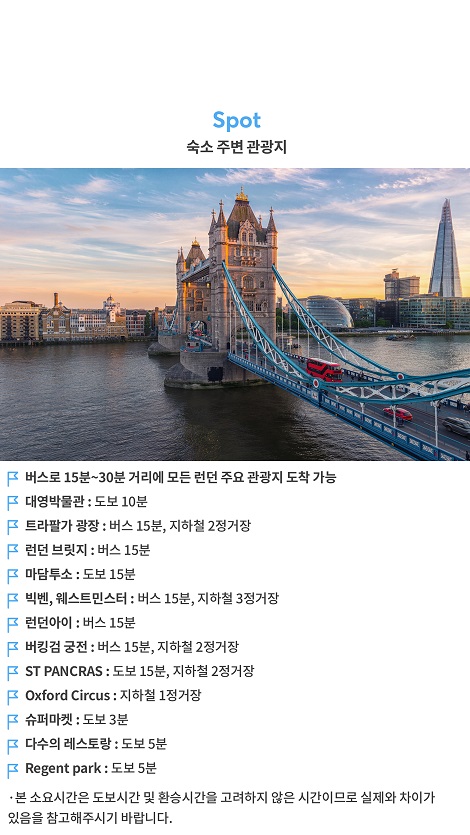 Spot
숙소 주변 관광지
버스로 15분~30분 거리에 모든 런던 주요 관광지 도착 가능
대영박물관 : 도보 10분
트라팔가 광장 : 버스 15분, 지하철 2정거장
런던 브릿지 : 버스 15분
마담투소 : 도보 15분
빅벤, 웨스트민스터 : 버스 15분, 지하철 3정거장
런던아이 : 버스 15분
버킹검 궁전 : 버스 15분, 지하철 2정거장
ST PANCRAS : 도보 15분, 지하철 2정거장
Oxford Circus : 지하철 1정거장
슈퍼마켓 : 도보 3분
다수의 레스토랑 : 도보 5분
Regent park : 도보 5분
·본 소요시간은 도보시간 및 환승시간을 고려하지 않은 시간이므로 실제와 차이가
있음을 참고해주시기 바랍니다.